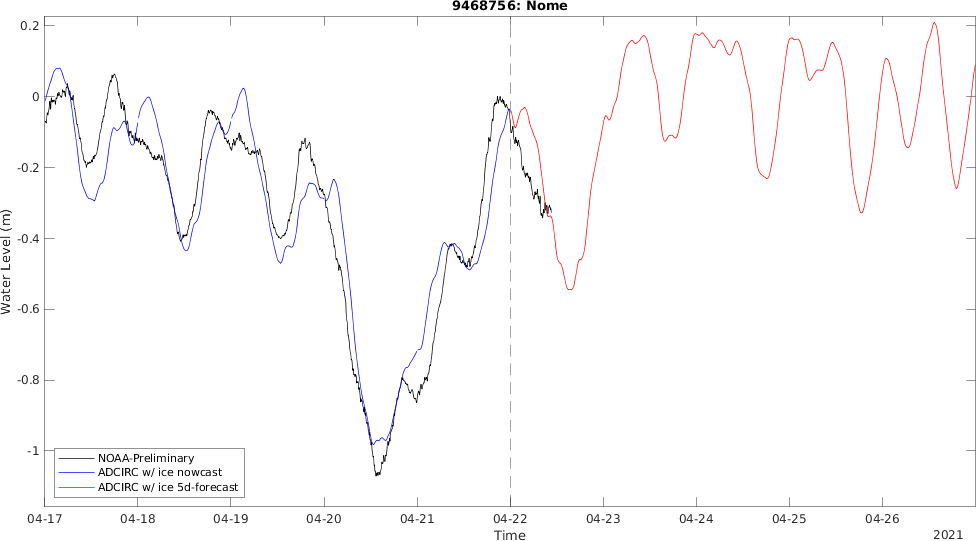 9468756: Nome
0.2
0
-0.2
-0.4
-0.6
-0.8
-1
Water Level (m)
NOAA-Preliminary
ADCIRC w/ ice nowcast
ADCIRC w/ ice 5d-forecast
04-17 04-18 04-19 04-20 04-21 04-22 04-23 04-24 04-25 04-26
Time
2021